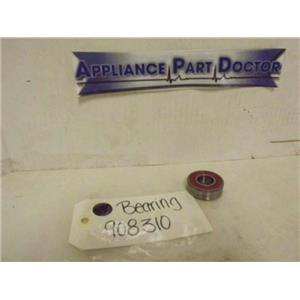 APPLIANCE PART DOCTOR
Bearing
908310